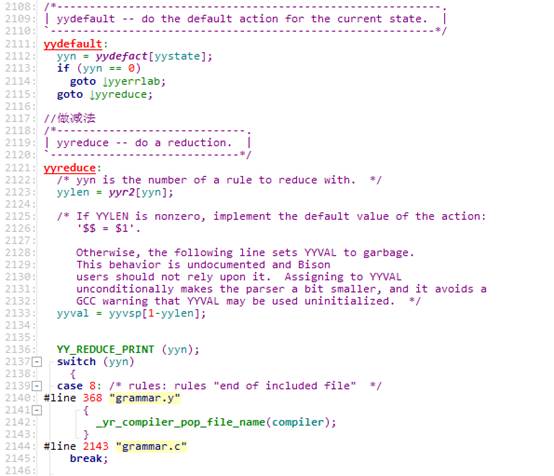 2108: /*-----------------------------------------------------------.
2109: | yydefault -- do the default action for the current state.  |
2110: `-----------------------------------------------------------*/
2111: yydefault:
2112:   yyn = yydefact[yystate];
2113:   if (yyn == 0)
2114:     goto ↓yyerrlab;
2115:   goto ↓yyreduce;
2116:
2117: //做减法
2118: /*-----------------------------.
2119: | yyreduce -- do a reduction.  |
2120: `-----------------------------*/
2121: yyreduce:
2122:   /* yyn is the number of a rule to reduce with.  */
2123:   yylen = yyr2[yyn];
2124:
2125:   /* If YYLEN is nonzero, implement the default value of the action:
2126:      '$$ = $1'.
2127:
2128:      Otherwise, the following line sets YYVAL to garbage.
2129:      This behavior is undocumented and Bison
2130:      users should not rely upon it.  Assigning to YYVAL
2131:      unconditionally makes the parser a bit smaller, and it avoids a
2132:      GCC warning that YYVAL may be used uninitialized.  */
2133:   yyval = yyvsp[1-yylen];
2134:
2135:
2136:   YY_REDUCE_PRINT (yyn);
2137:   switch (yyn)
2138:     {
2139:   case 8: /* rules: rules "end of included file"  */
2140: #line 368 "grammar.y"
2141:       {
2142:         _yr_compiler_pop_file_name(compiler);
2143:       }
2144: #line 2143 "grammar.c"
2145:     break;
2146: